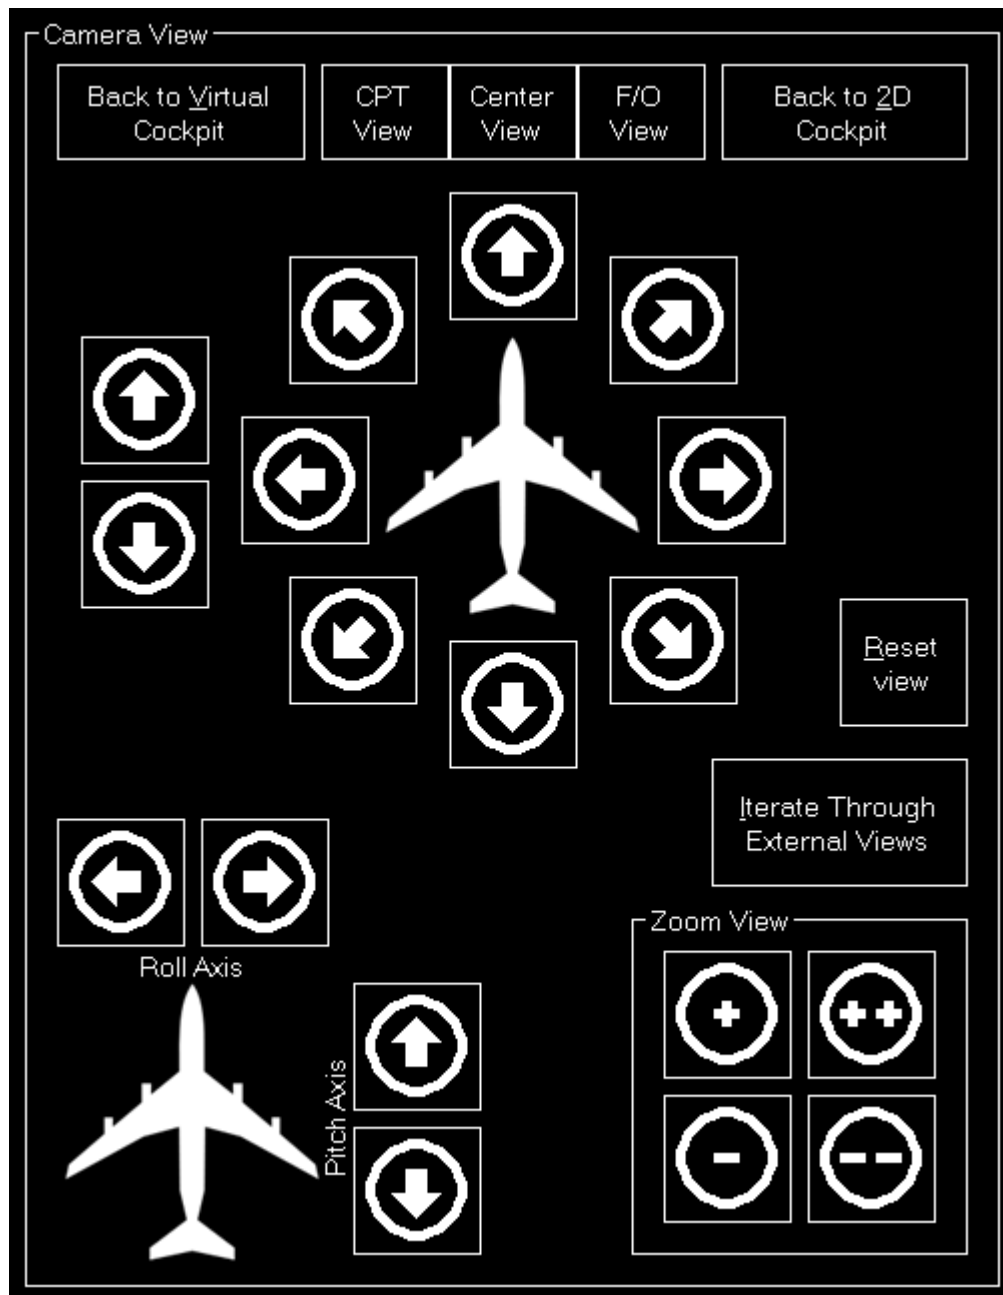 Camera View
Back to Virtual
Cockpit
CPT
View
Center
View
F/O
View
Back to 2D
Cockpit
Reset
view
Iterate Through
External Views
Zoom View
Roll Axis
Pitch Axis